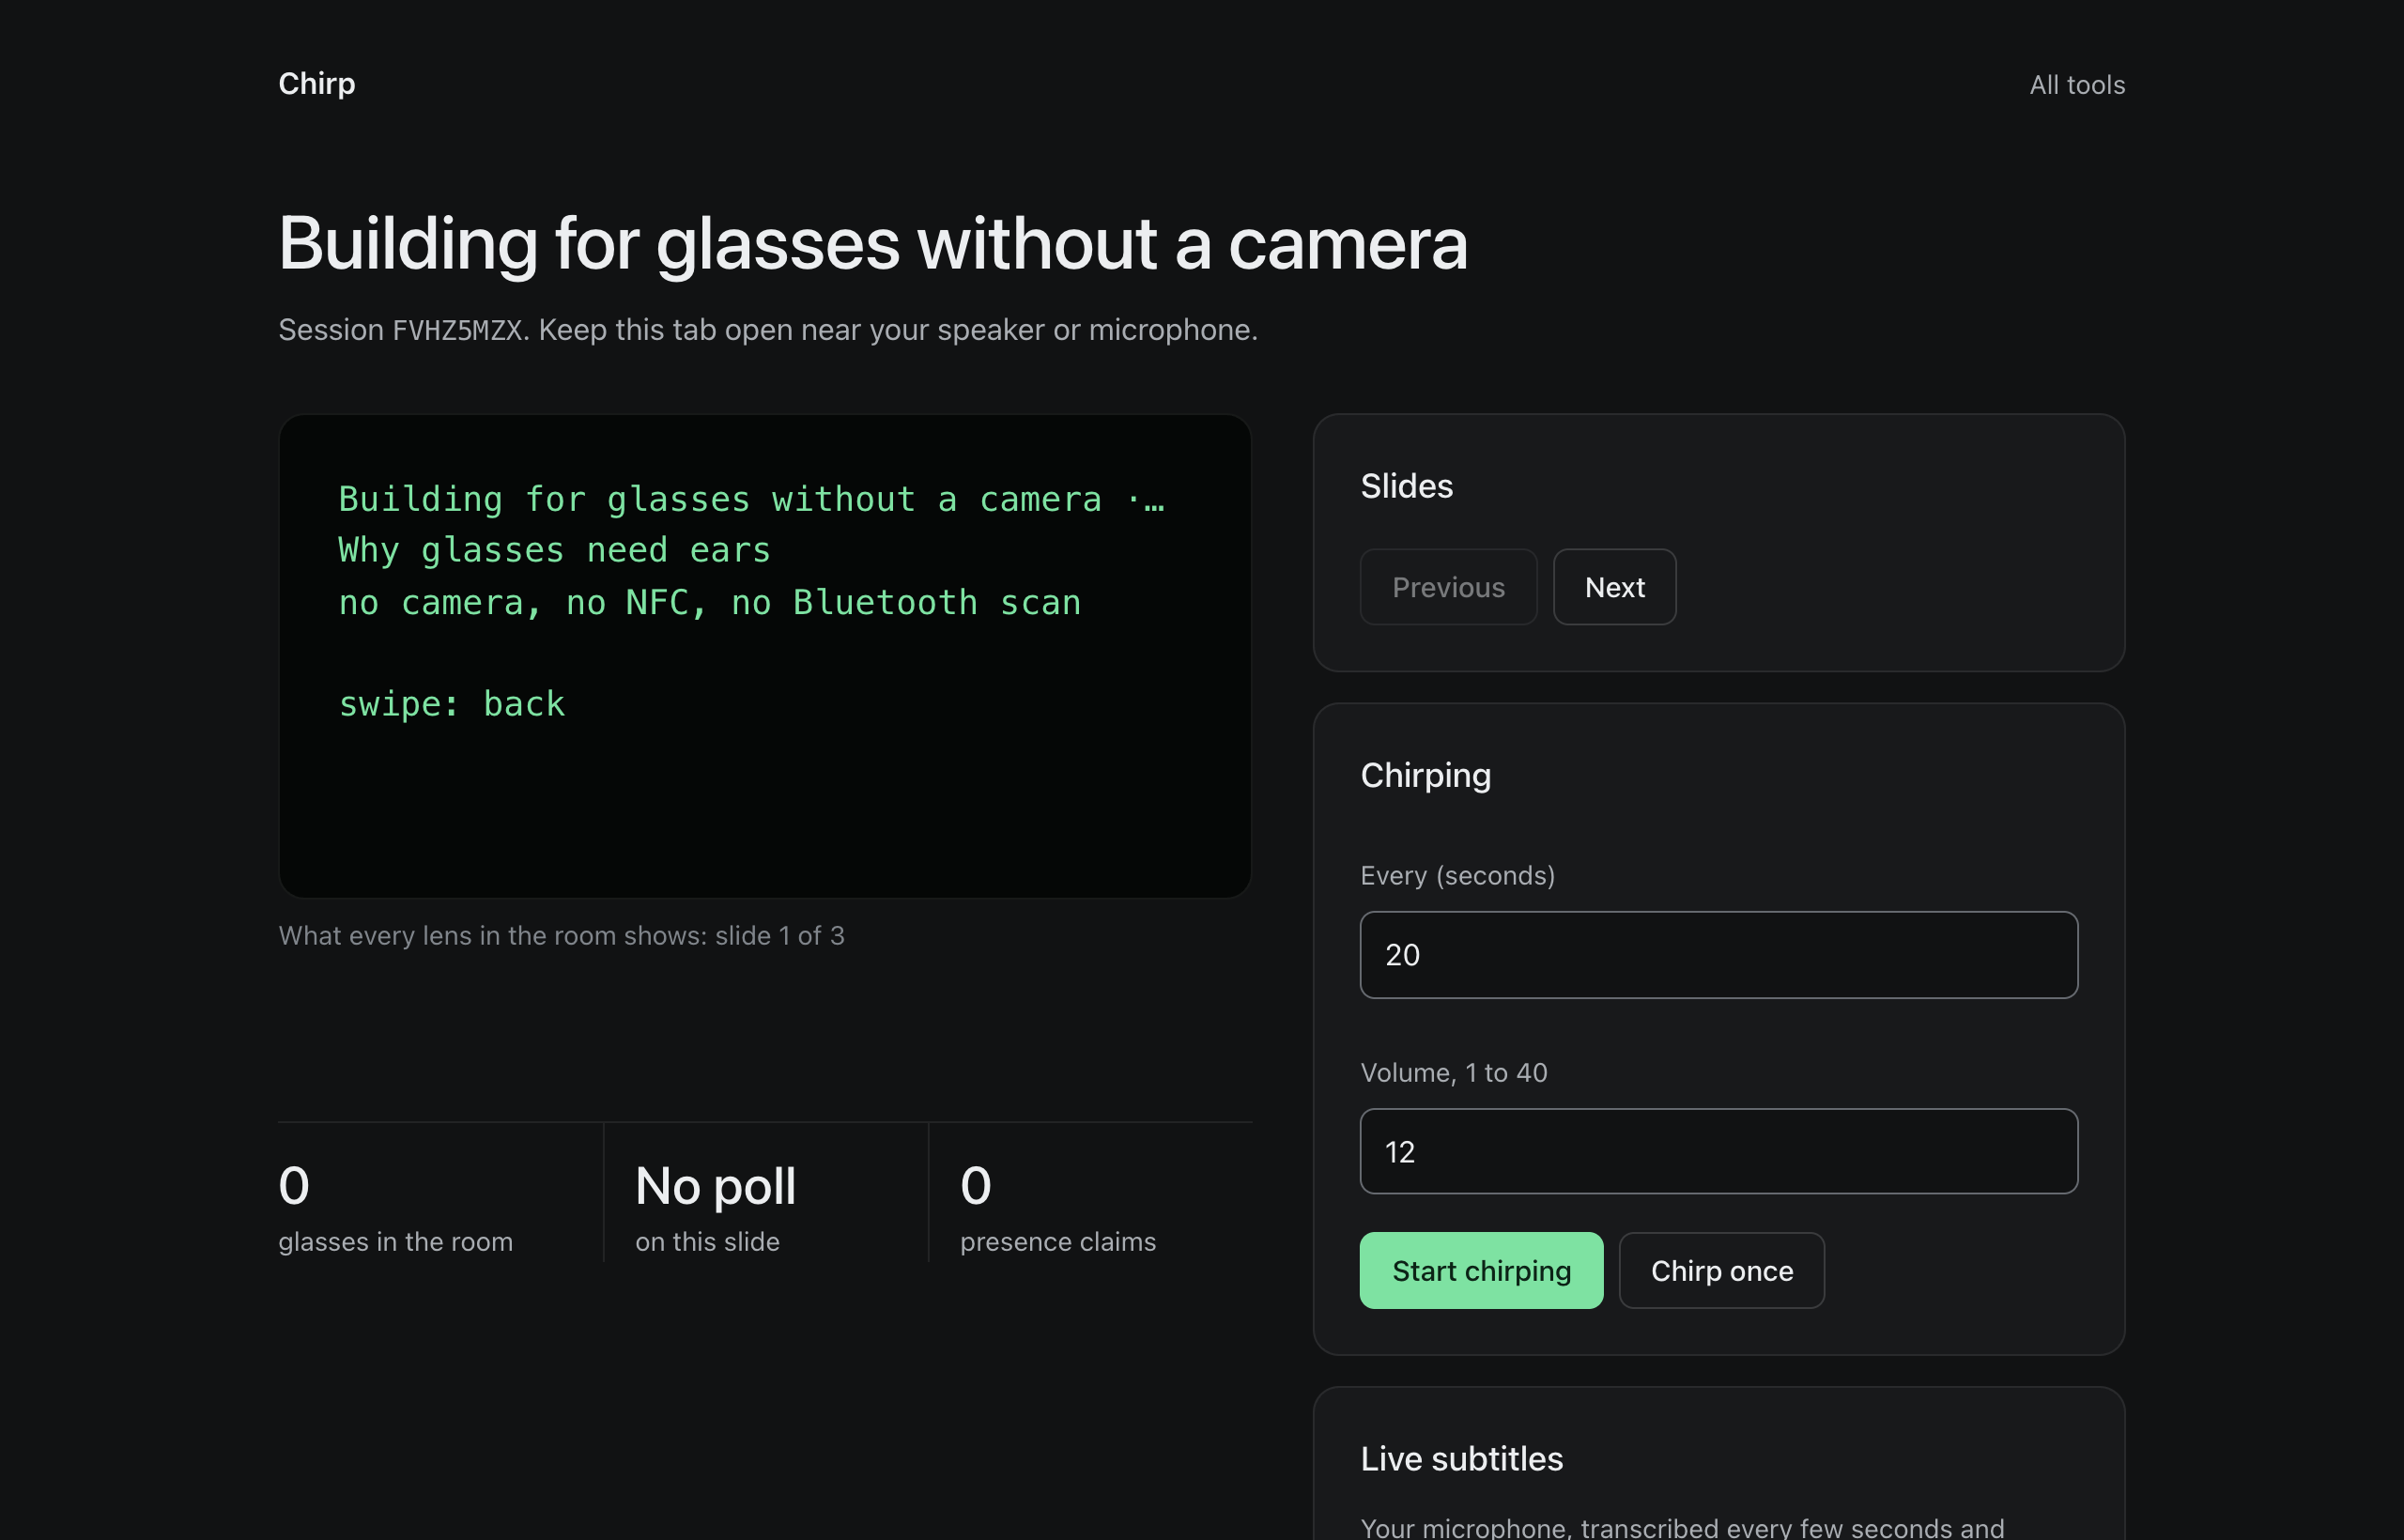 Chirp
All tools
Building for glasses without a camera
Session FVHZ5MZX. Keep this tab open near your speaker or microphone.
Building for glasses without a camera ·…
Why glasses need ears
no camera, no NFC, no Bluetooth scan
swipe: back
What every lens in the room shows: slide 1 of 3
0
glasses in the room
No poll
on this slide
0
presence claims
Slides
Previous
Next
Chirping
Every (seconds)
20
Volume, 1 to 40
12
Start chirping
Chirp once
Live subtitles
Your microphone, transcribed every few seconds and